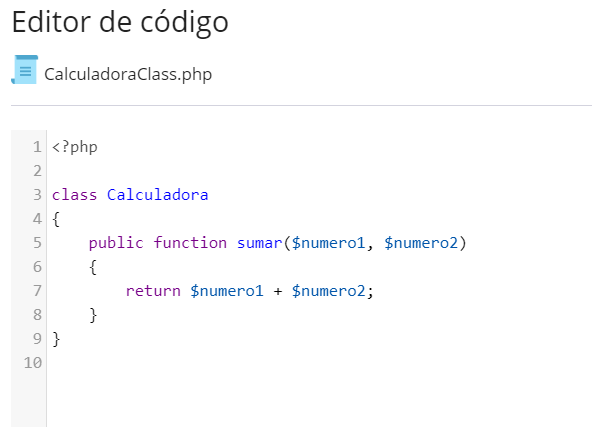 Editor de código
CalculadoraClass.php
1 <?php
2
3 class Calculadora
4 {
5     public function sumar($numero1, $numero2)
6     {
7         return $numero1 + $numero2;
8     }
9 }
10